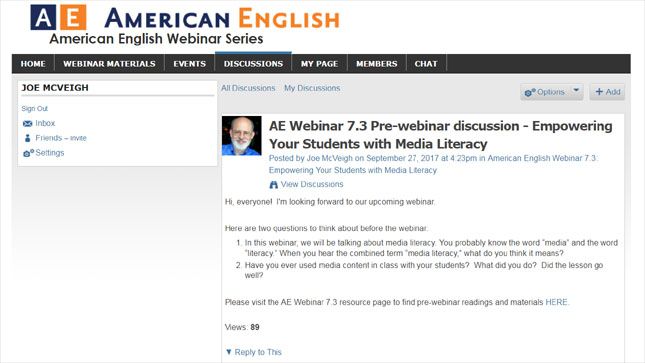 AE AMERICAN ENGLISH
American English Webinar Series
HOME WEBINAR MATERIALS EVENTS DISCUSSIONS MY PAGE MEMBERS CHAT
JOE MCVEIGH
Sign Out
Inbox
Friends – Invite
Settings
All Discussions My Discussions
Options
+ Add
AE Webinar 7.3 Pre-webinar discussion - Empowering
Your Students with Media Literacy
Posted by Joe McVeigh on September 27, 2017 at 4:23pm in American English Webinar 7.3:
Empowering Your Students with Media Literacy
View Discussions
Hi, everyone! I'm looking forward to our upcoming webinar.
Here are two questions to think about before the webinar.
1. In this webinar, we will be talking about media literacy. You probably know the word "media" and the word
"literacy." When you hear the combined term "media literacy," what do you think it means?
2. Have you ever used media content in class with your students? What did you do? Did the lesson go
well?
Please visit the AE Webinar 7.3 resource page to find pre-webinar readings and materials HERE.
Views: 89
▼ Reply to This